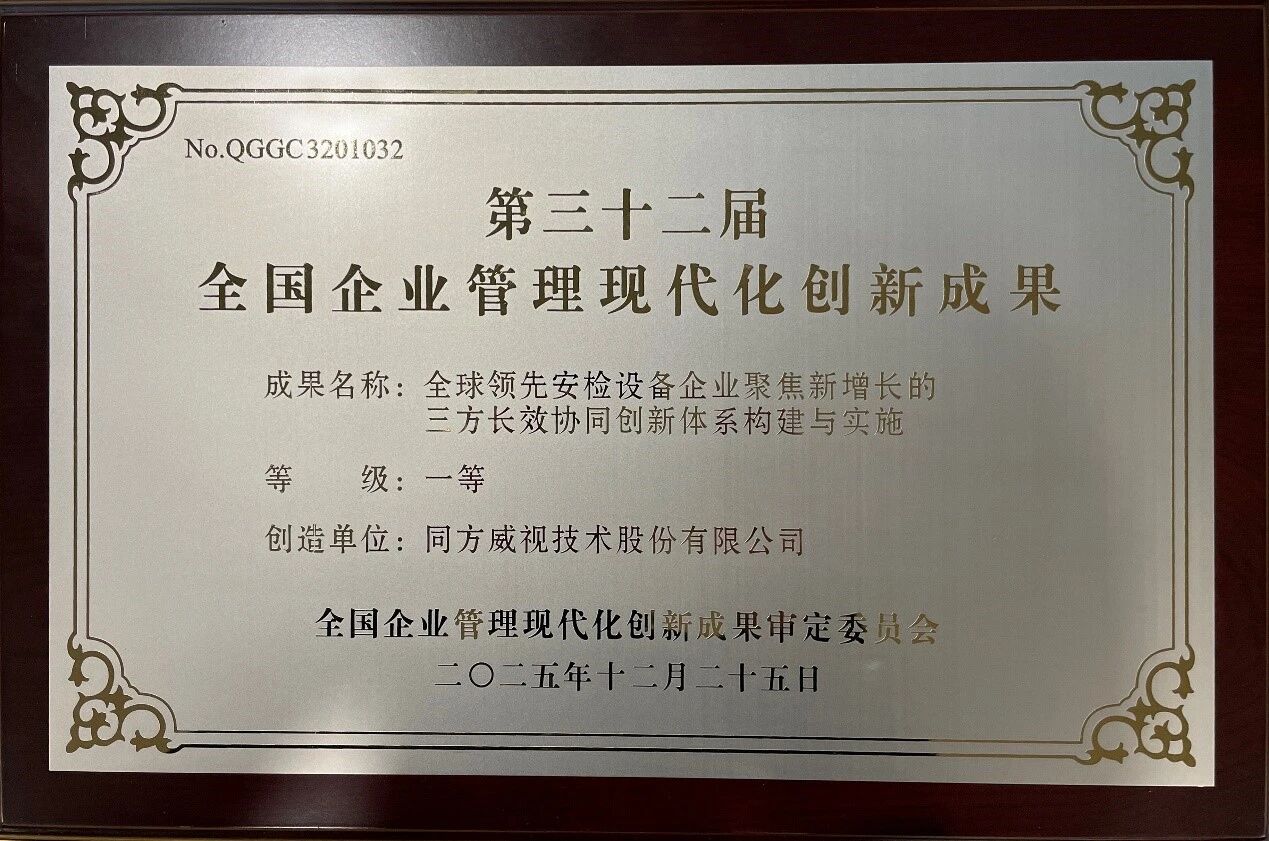 No.QGGC3201032
第三十二届
全国企业管理现代化创新成果
成果名称：全球领先安检设备企业聚焦新增长的
三方长效协同创新体系构建与实施
等　　级：一等
创造单位：同方威视技术股份有限公司
全国企业管理现代化创新成果审定委员会
二〇二五年十二月二十五日